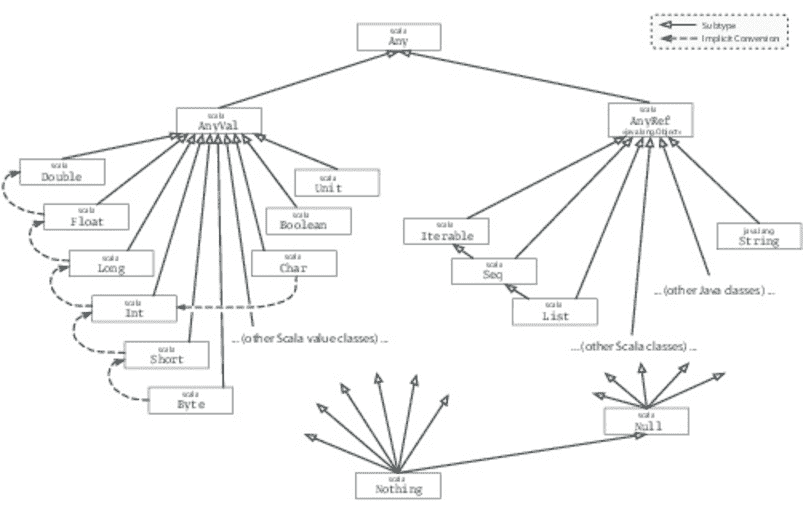 scala
Any
Subtype
Implicit Conversion
scala
AnyVal
scala
AnyRef
<java.lang.Object>
scala
Double
scala
Unit
scala
Float
scala
Boolean
scala
Iterable
java.lang
String
scala
Long
scala
Char
scala
Seq
... (other Java classes) ...
scala
Int
scala
List
... (other Scala value classes) ...
... (other Scala classes) ...
scala
Short
scala
Byte
scala
Null
scala
Nothing